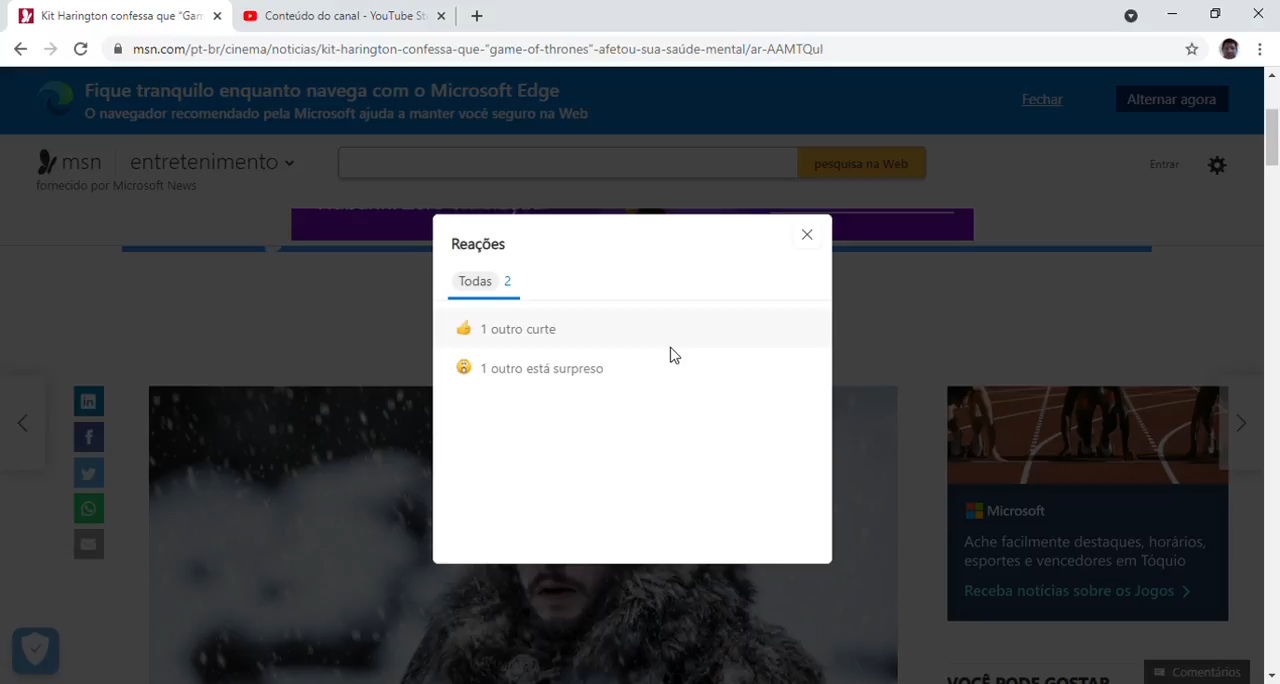 Kit Harington confessa que "Gam
Conteúdo do canal - YouTube St
msn.com/pt-br/cinema/noticias/kit-harington-confessa-que-"game-of-thrones"-afetou-sua-saúde-mental/ar-AAMTQul
Fique tranquilo enquanto navega com o Microsoft Edge
O navegador recomendado pela Microsoft ajuda a manter você seguro na Web
Fechar
Alternar agora
msn
entretenimento
pesquisa na Web
Entrar
fornecido por Microsoft News
Reações
Todas 2
1 outro curte
1 outro está surpreso
Microsoft
Ache facilmente destaques, horários,
esportes e vencedores em Tóquio
Receba notícias sobre os Jogos
VOCÊ PODE GOSTAR
Comentários